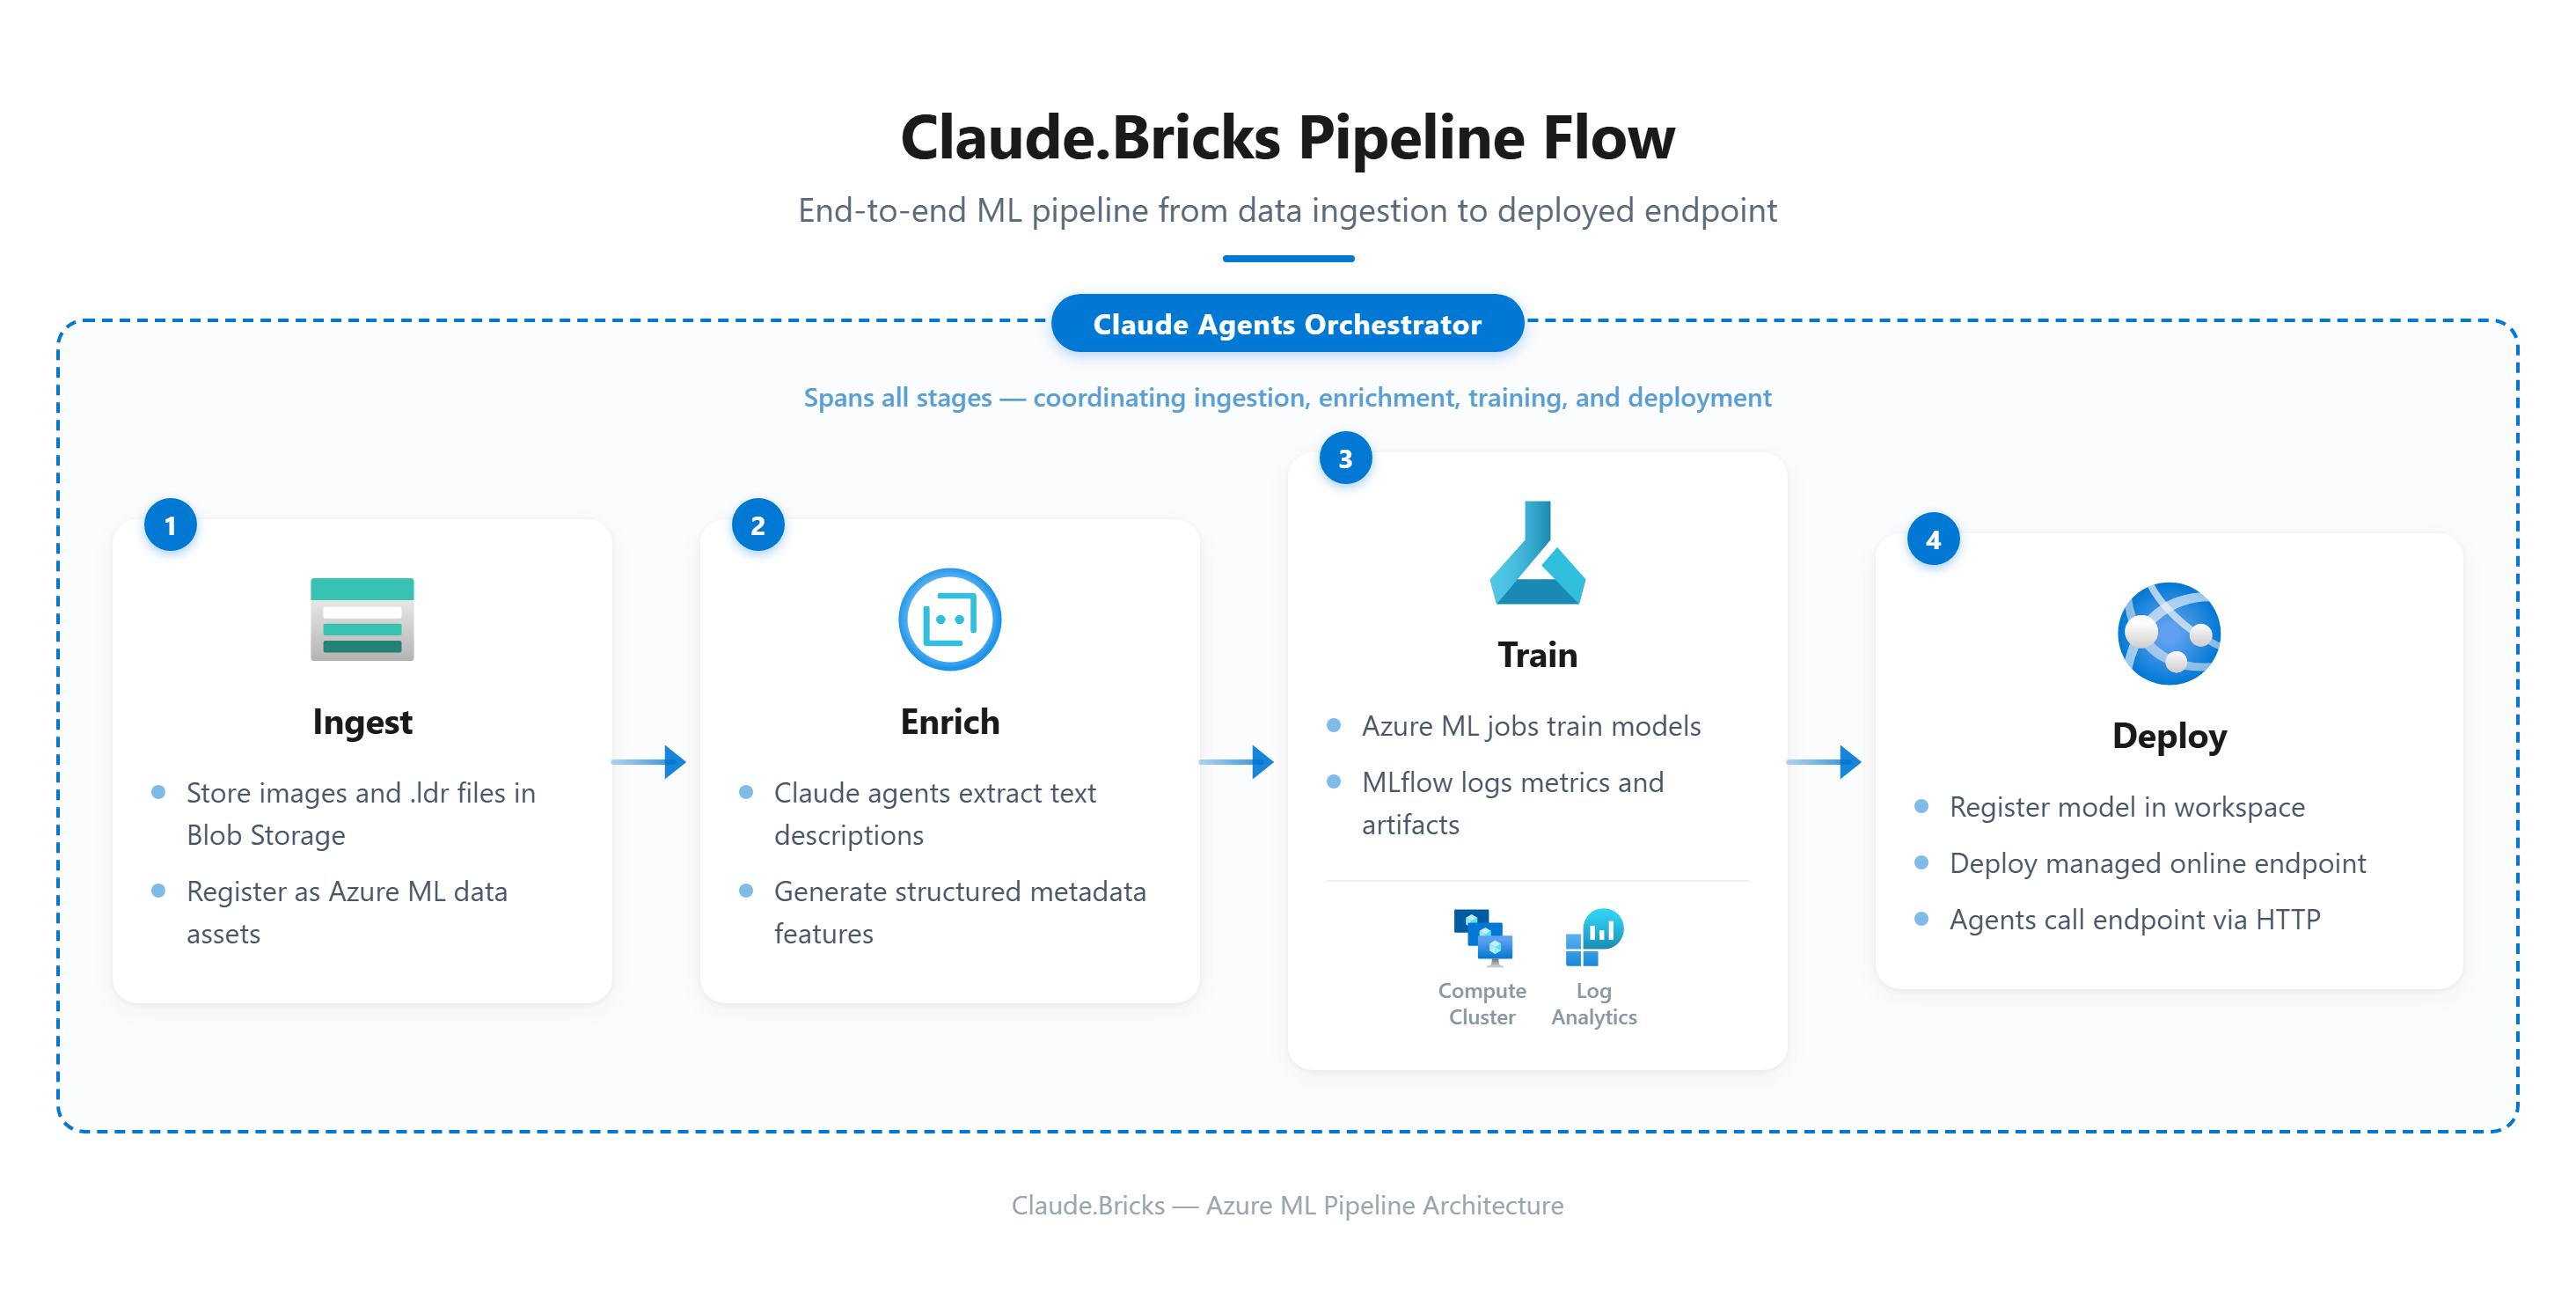 Claude.Bricks Pipeline Flow
End-to-end ML pipeline from data ingestion to deployed endpoint
Claude Agents Orchestrator
Spans all stages — coordinating ingestion, enrichment, training, and deployment
1
Ingest
Store images and .ldr files in
Blob Storage
Register as Azure ML data
assets
2
Enrich
Claude agents extract text
descriptions
Generate structured metadata
features
3
Train
Azure ML jobs train models
MLflow logs metrics and
artifacts
Compute
Cluster
Log
Analytics
4
Deploy
Register model in workspace
Deploy managed online endpoint
Agents call endpoint via HTTP
Claude.Bricks — Azure ML Pipeline Architecture